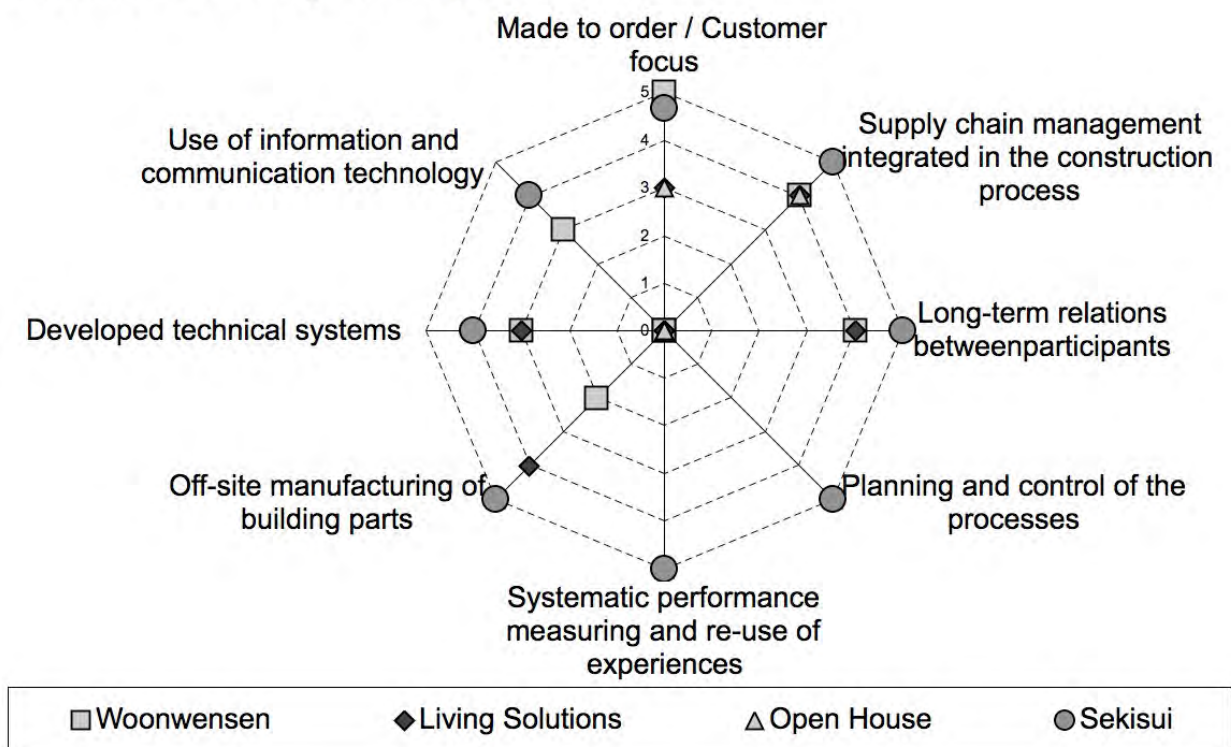 Made to order / Customer
focus
Supply chain management
integrated in the construction
process
Use of information and
communication technology
5
4
3
2
1
0
Developed technical systems
Long-term relations
betweenparticipants
Off-site manufacturing of
building parts
Planning and control of the
processes
Systematic performance
measuring and re-use of
experiences
Woonwensen
Living Solutions
Open House
Sekisui